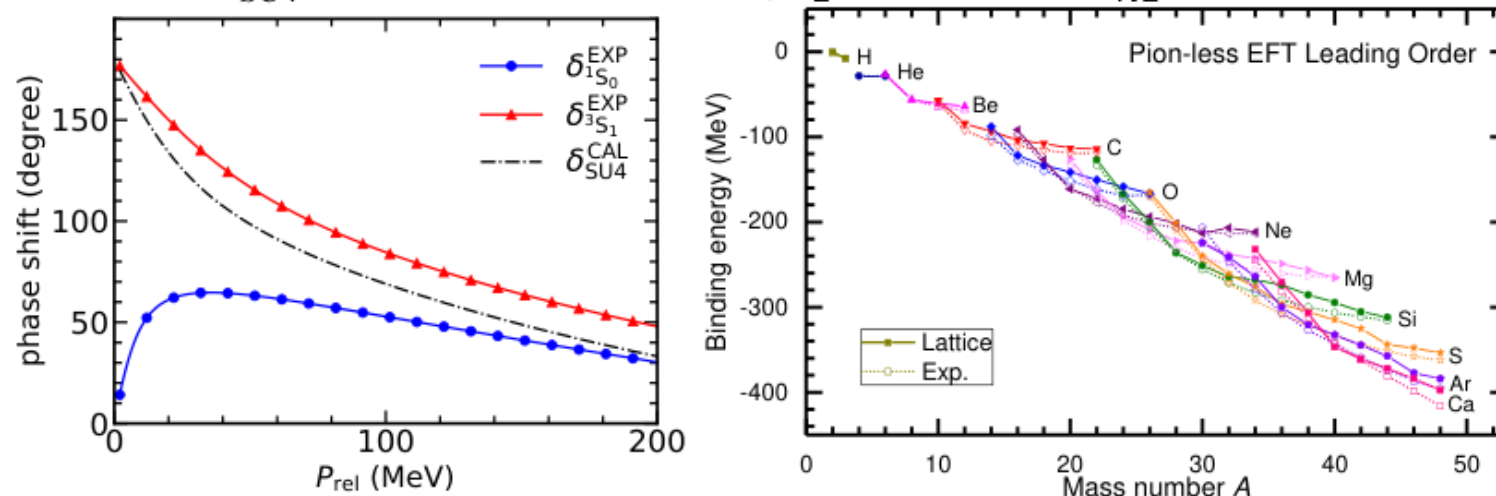 150
100
50
0
0
100
200
phase shift (degree)
P_rel (MeV)
δ^EXP_1S0
δ^EXP_3S1
δ^CAL_SU4
Pion-less EFT Leading Order
0
-100
-200
-300
-400
Binding energy (MeV)
H
He
Be
C
O
Ne
Mg
Si
S
Ar
Ca
Lattice
Exp.
0
10
20
30
40
50
Mass number A